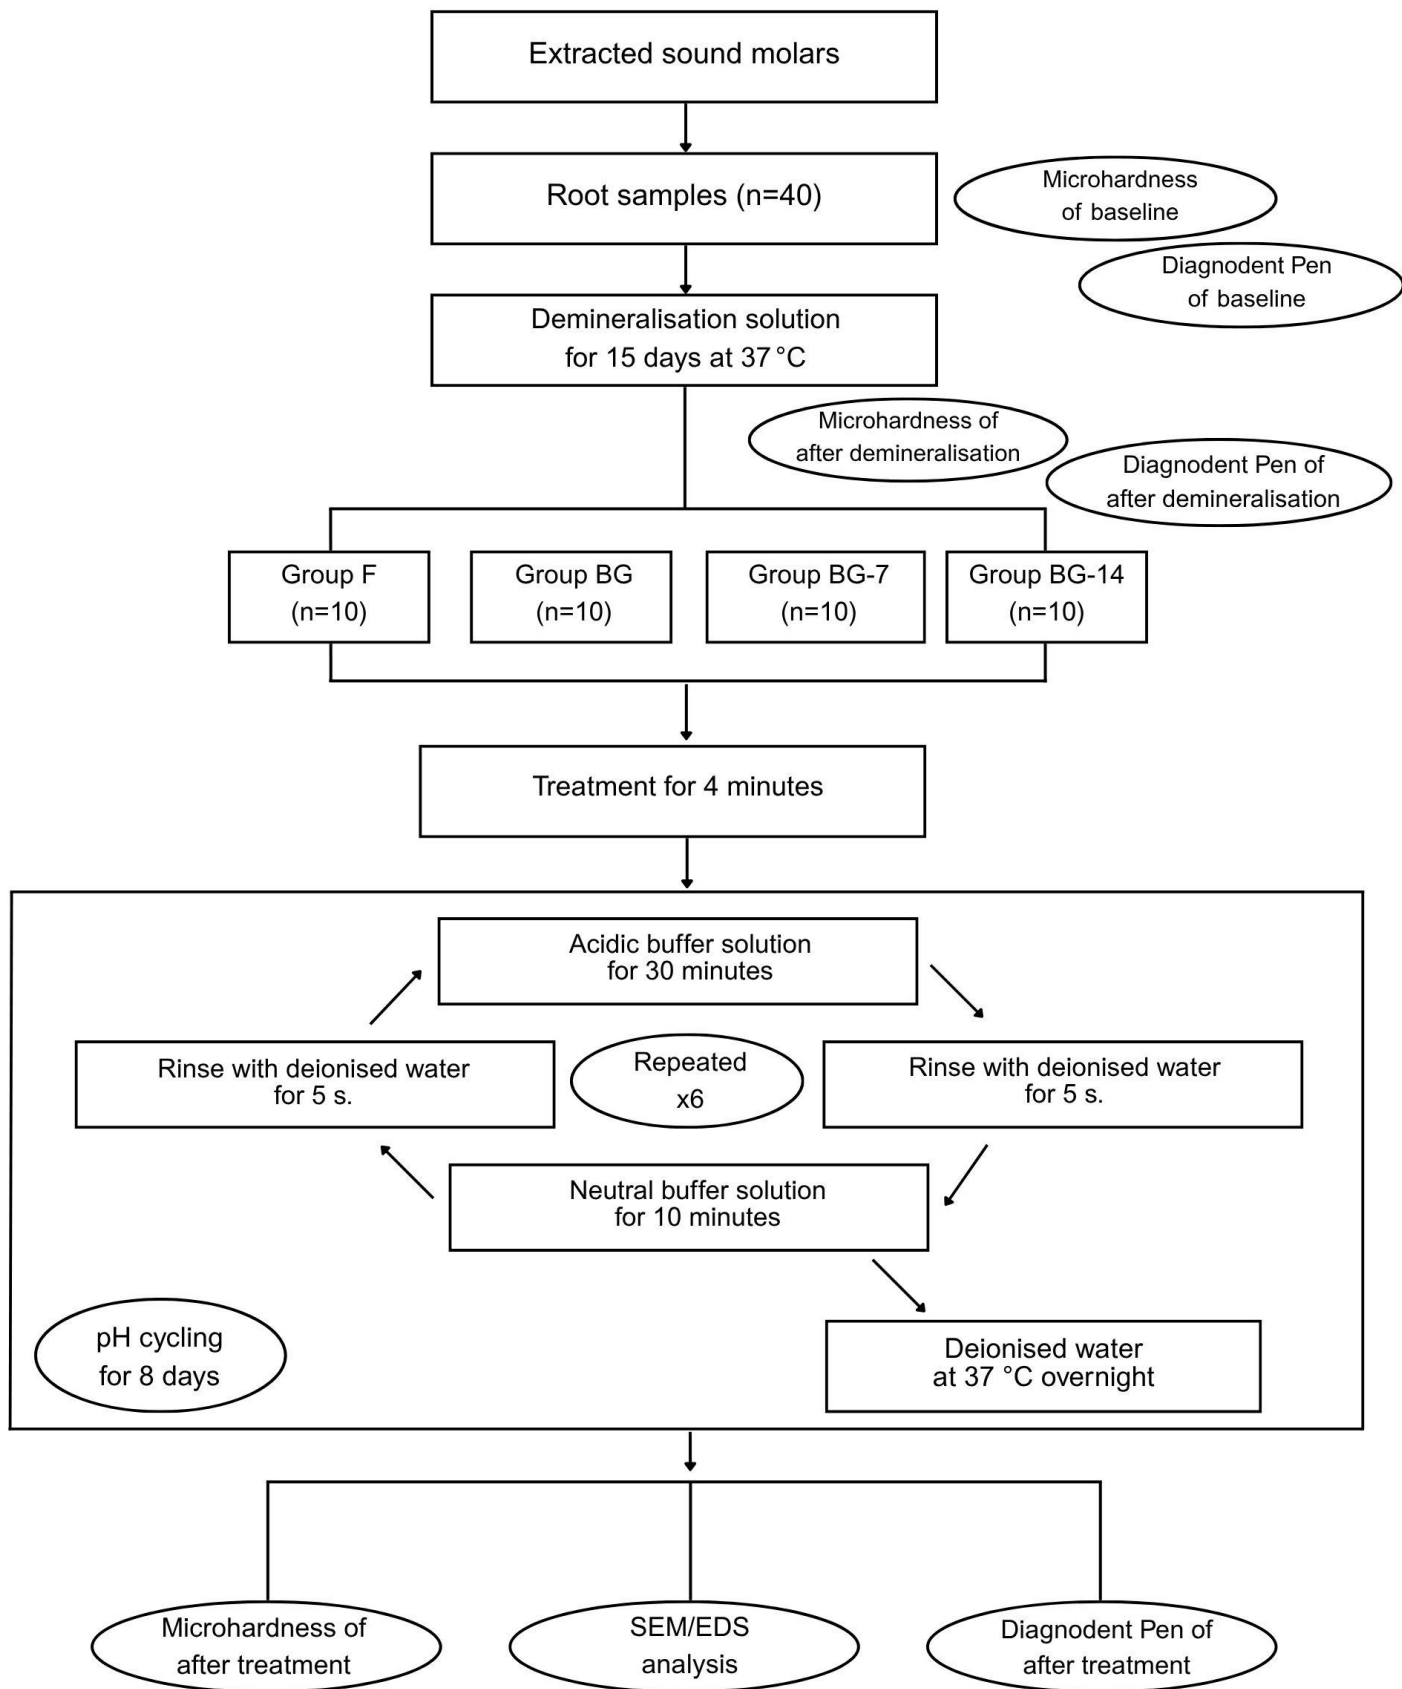 Extracted sound molars
Root samples (n=40)
Microhardness
of baseline
Diagnodent Pen
of baseline
Demineralisation solution
for 15 days at 37 °C
Microhardness of
after demineralisation
Diagnodent Pen of
after demineralisation
Group F
(n=10)
Group BG
(n=10)
Group BG-7
(n=10)
Group BG-14
(n=10)
Treatment for 4 minutes
Acidic buffer solution
for 30 minutes
Rinse with deionised water
for 5 s.
Repeated
x6
Rinse with deionised water
for 5 s.
Neutral buffer solution
for 10 minutes
pH cycling
for 8 days
Deionised water
at 37 °C overnight
Microhardness of
after treatment
SEM/EDS
analysis
Diagnodent Pen of
after treatment